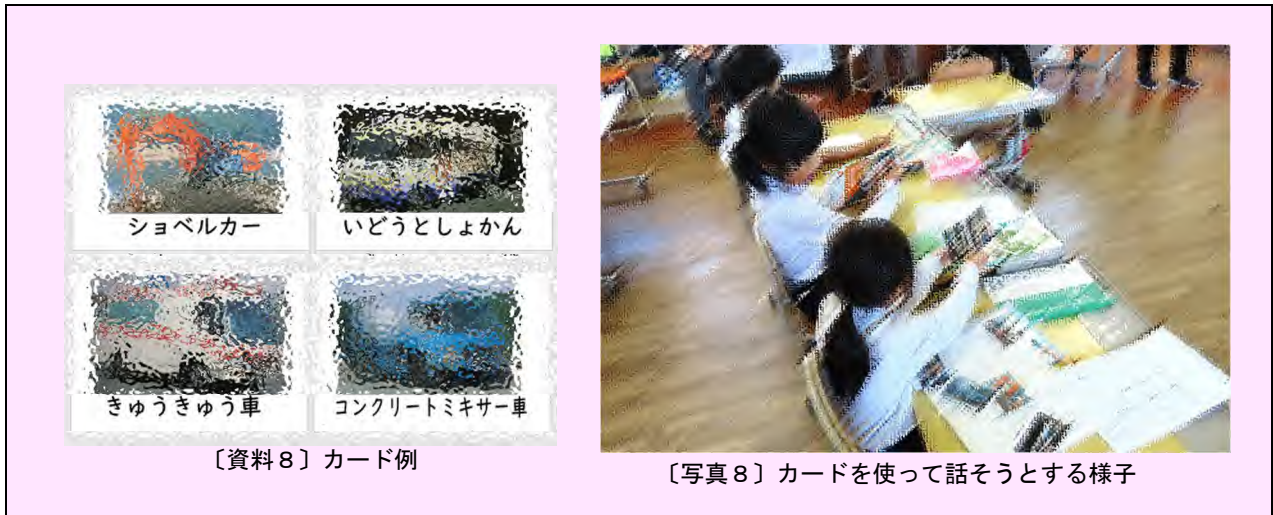 ショベルカー
いどうとしょかん
きゅうきゅう車
コンクリートミキサー車
〔資料８〕カード例
〔写真８〕カードを使って話そうとする様子